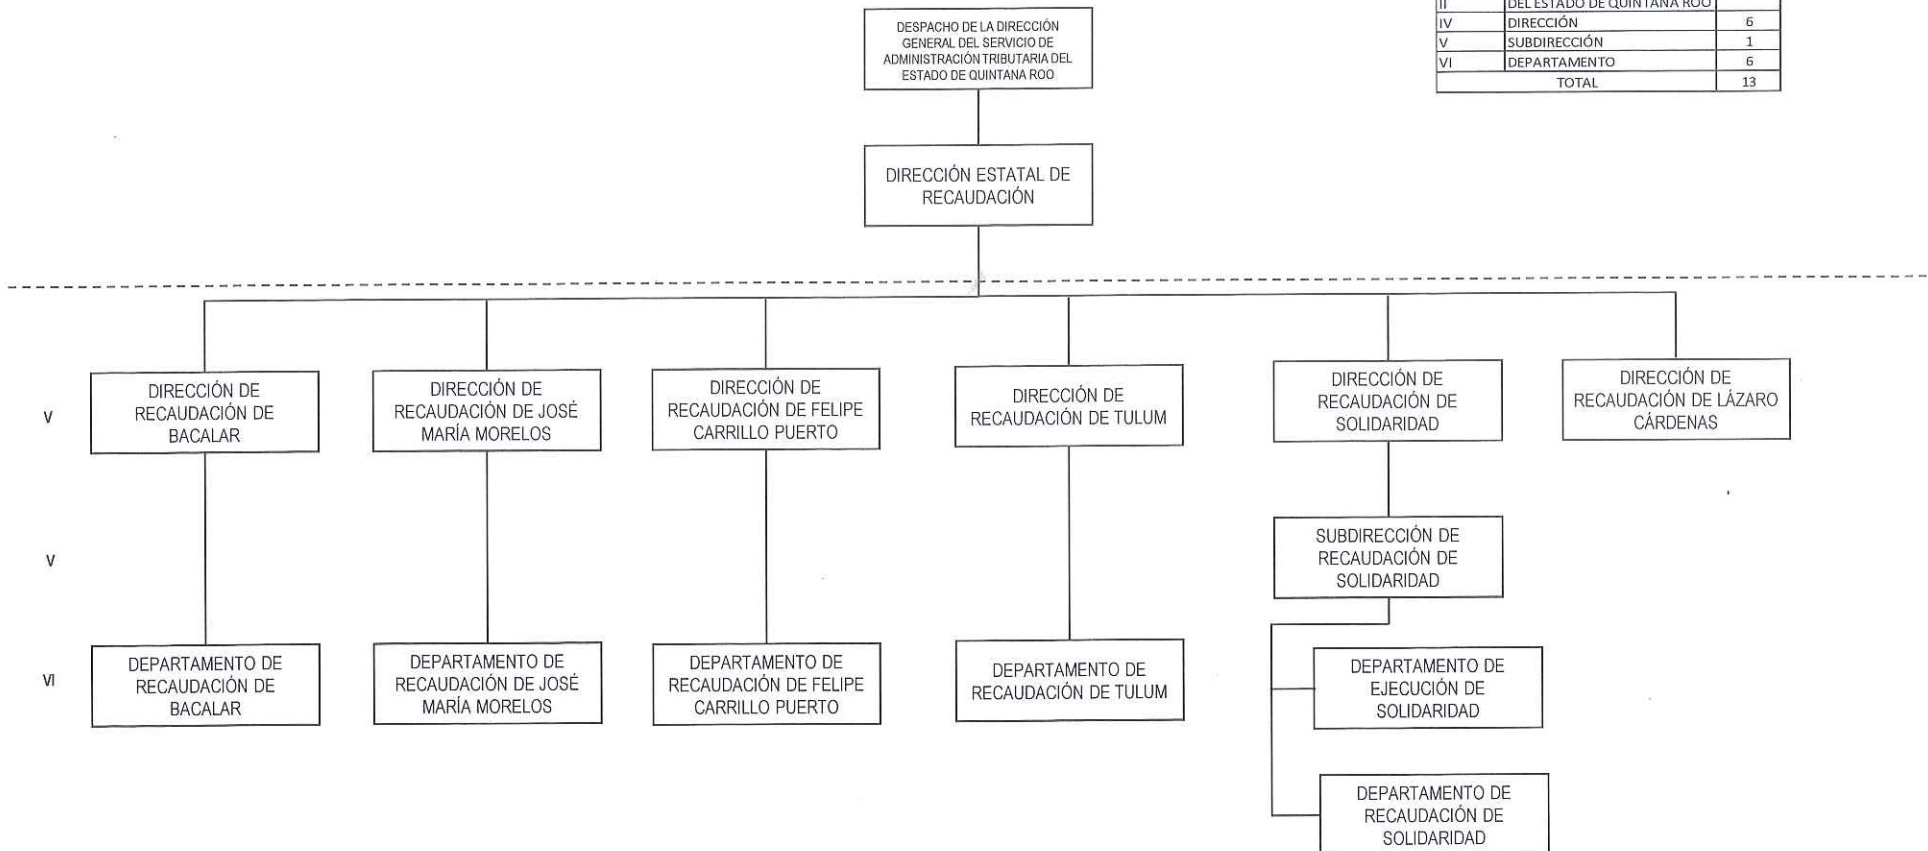 II DEL ESTADO DE QUINTANA ROO
IV DIRECCIÓN 6
V SUBDIRECCIÓN 1
VI DEPARTAMENTO 6
TOTAL 13
DESPACHO DE LA DIRECCIÓN
GENERAL DEL SERVICIO DE
ADMINISTRACIÓN TRIBUTARIA DEL
ESTADO DE QUINTANA ROO
DIRECCIÓN ESTATAL DE
RECAUDACIÓN
V
DIRECCIÓN DE
RECAUDACIÓN DE
BACALAR
DIRECCIÓN DE
RECAUDACIÓN DE JOSÉ
MARÍA MORELOS
DIRECCIÓN DE
RECAUDACIÓN DE FELIPE
CARRILLO PUERTO
DIRECCIÓN DE
RECAUDACIÓN DE TULUM
DIRECCIÓN DE
RECAUDACIÓN DE
SOLIDARIDAD
DIRECCIÓN DE
RECAUDACIÓN DE LÁZARO
CÁRDENAS
V
SUBDIRECCIÓN DE
RECAUDACIÓN DE
SOLIDARIDAD
VI
DEPARTAMENTO DE
RECAUDACIÓN DE
BACALAR
DEPARTAMENTO DE
RECAUDACIÓN DE JOSÉ
MARÍA MORELOS
DEPARTAMENTO DE
RECAUDACIÓN DE FELIPE
CARRILLO PUERTO
DEPARTAMENTO DE
RECAUDACIÓN DE TULUM
DEPARTAMENTO DE
EJECUCIÓN DE
SOLIDARIDAD
DEPARTAMENTO DE
RECAUDACIÓN DE
SOLIDARIDAD